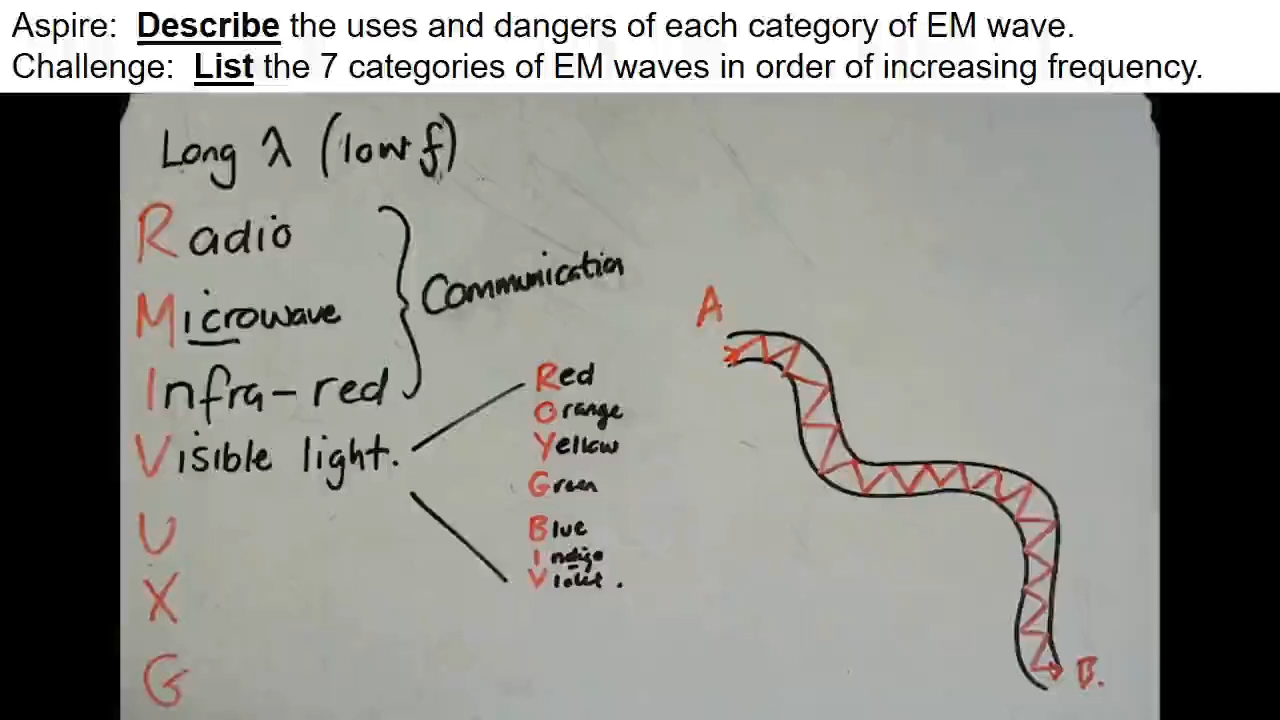 Aspire: Describe the uses and dangers of each category of EM wave.
Challenge: List the 7 categories of EM waves in order of increasing frequency.
Long λ (low f)
Radio
Microwave
Infra-red
Communication
Visible light.
Red
Orange
Yellow
Green
Blue
Indigo
Violet.
U
X
G
A
B.